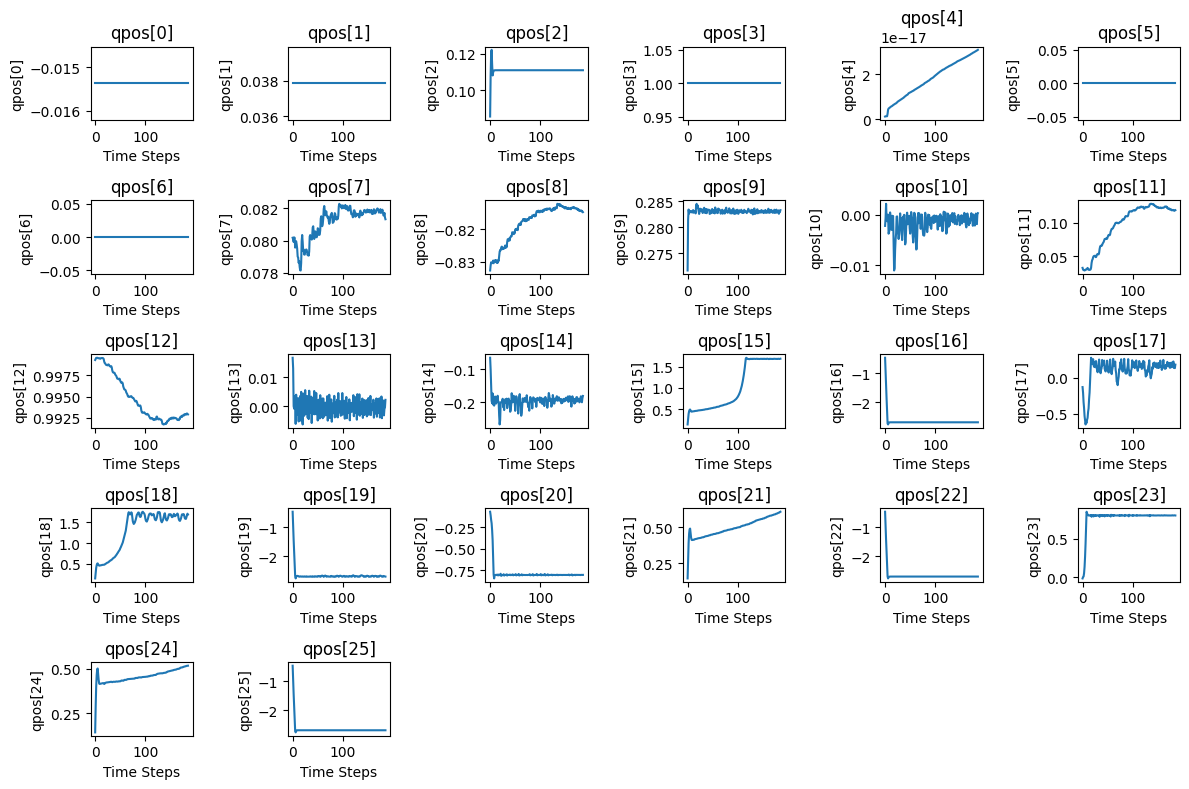 qpos[0] qpos[1] qpos[2] qpos[3] qpos[4] qpos[5]
1e−17
qpos[0] −0.015 −0.016
qpos[1] 0.038 0.036
qpos[2] 0.12 0.10
qpos[3] 1.05 1.00 0.95
qpos[4] 2 0
qpos[5] 0.05 0.00 −0.05
0 100 0 100 0 100 0 100 0 100 0 100
Time Steps Time Steps Time Steps Time Steps Time Steps Time Steps
qpos[6] qpos[7] qpos[8] qpos[9] qpos[10] qpos[11]
qpos[6] 0.05 0.00 −0.05
qpos[7] 0.082 0.080 0.078
qpos[8] −0.82 −0.83
qpos[9] 0.285 0.280 0.275
qpos[10] 0.00 −0.01
qpos[11] 0.10 0.05
0 100 0 100 0 100 0 100 0 100 0 100
Time Steps Time Steps Time Steps Time Steps Time Steps Time Steps
qpos[12] qpos[13] qpos[14] qpos[15] qpos[16] qpos[17]
qpos[12] 0.9975 0.9950 0.9925
qpos[13] 0.01 0.00
qpos[14] −0.1 −0.2
qpos[15] 1.5 1.0 0.5
qpos[16] −1 −2
qpos[17] 0.0 −0.5
0 100 0 100 0 100 0 100 0 100 0 100
Time Steps Time Steps Time Steps Time Steps Time Steps Time Steps
qpos[18] qpos[19] qpos[20] qpos[21] qpos[22] qpos[23]
qpos[18] 1.5 1.0 0.5
qpos[19] −1 −2
qpos[20] −0.25 −0.50 −0.75
qpos[21] 0.50 0.25
qpos[22] −1 −2
qpos[23] 0.5 0.0
0 100 0 100 0 100 0 100 0 100 0 100
Time Steps Time Steps Time Steps Time Steps Time Steps Time Steps
qpos[24] qpos[25]
qpos[24] 0.50 0.25
qpos[25] −1 −2
0 100 0 100
Time Steps Time Steps